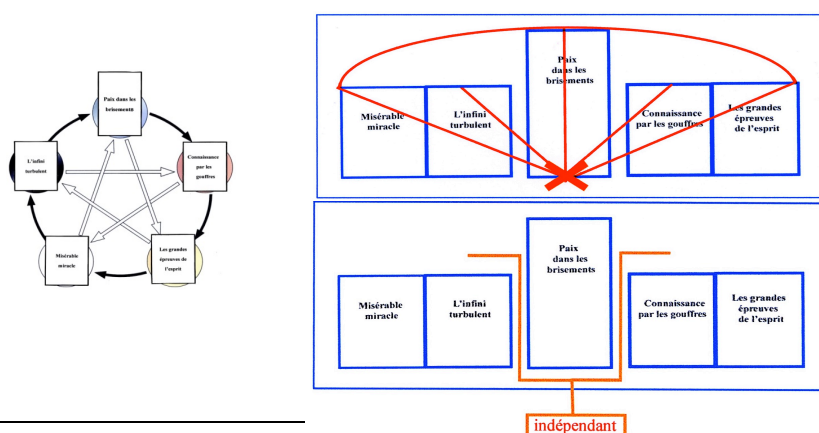 Paix dans les
brisements
L'infini
turbulent
Connaissance
par les
gouffres
Misérable
miracle
Les grandes
épreuves de
l'esprit
Paix
dans les
brisements
Misérable
miracle
L'infini
turbulent
Connaissance
par les gouffres
Les grandes
épreuves
de l'esprit
Paix
dans les
brisements
Misérable
miracle
L'infini
turbulent
Connaissance
par les gouffres
Les grandes
épreuves
de l'esprit
indépendant